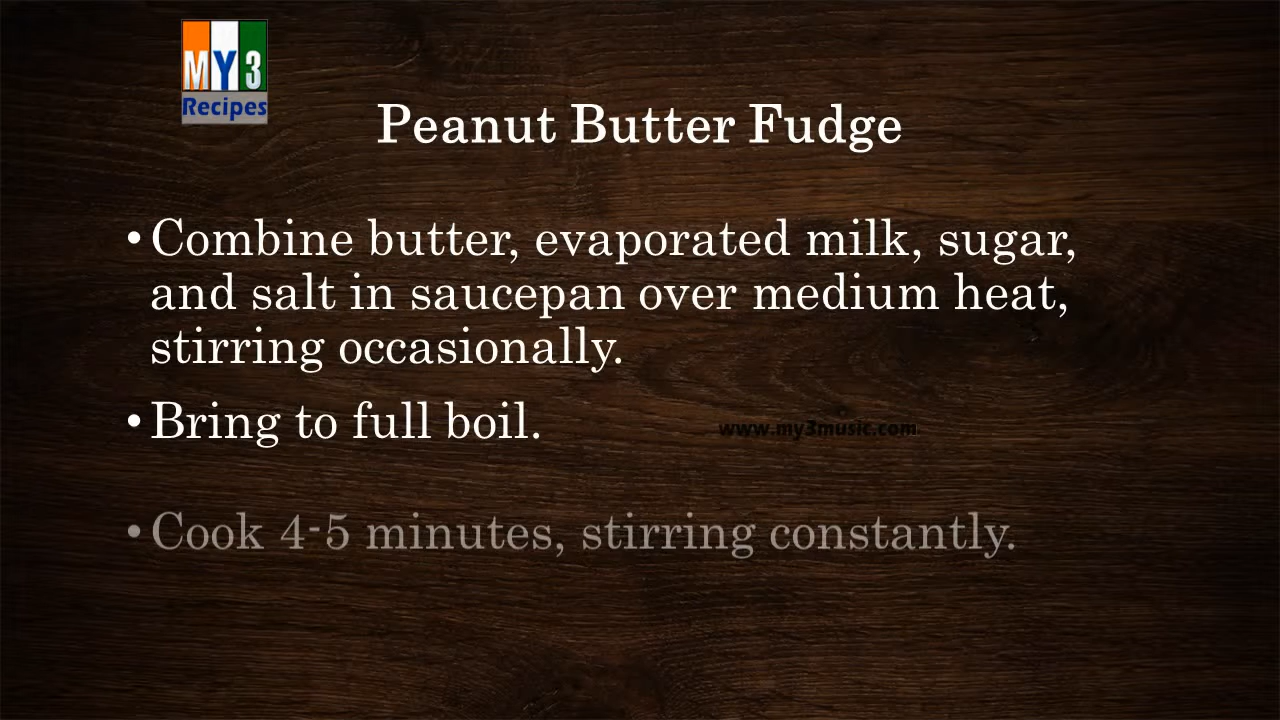 MY3
Recipes
Peanut Butter Fudge
• Combine butter, evaporated milk, sugar,
and salt in saucepan over medium heat,
stirring occasionally.
• Bring to full boil.
www.my3music.com
• Cook 4-5 minutes, stirring constantly.